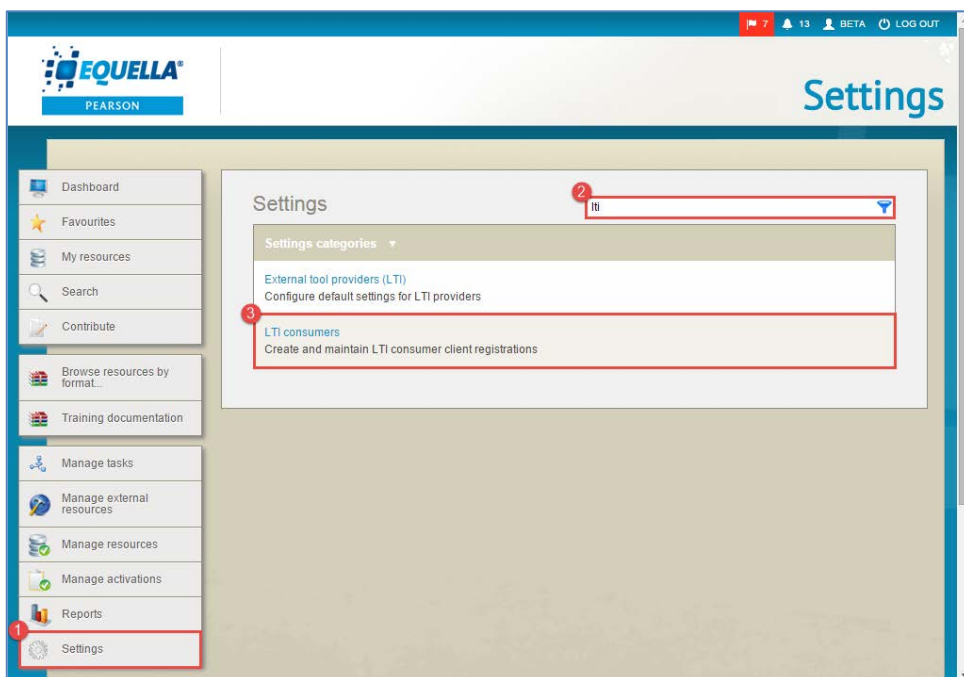 7 13 BETA LOG OUT
EQUELLA®
PEARSON
Settings
Dashboard
Favourites
My resources
Search
Contribute
Browse resources by
format...
Training documentation
Manage tasks
Manage external
resources
Manage resources
Manage activations
Reports
1
Settings
Settings
2
lti
Settings categories
External tool providers (LTI)
Configure default settings for LTI providers
3
LTI consumers
Create and maintain LTI consumer client registrations